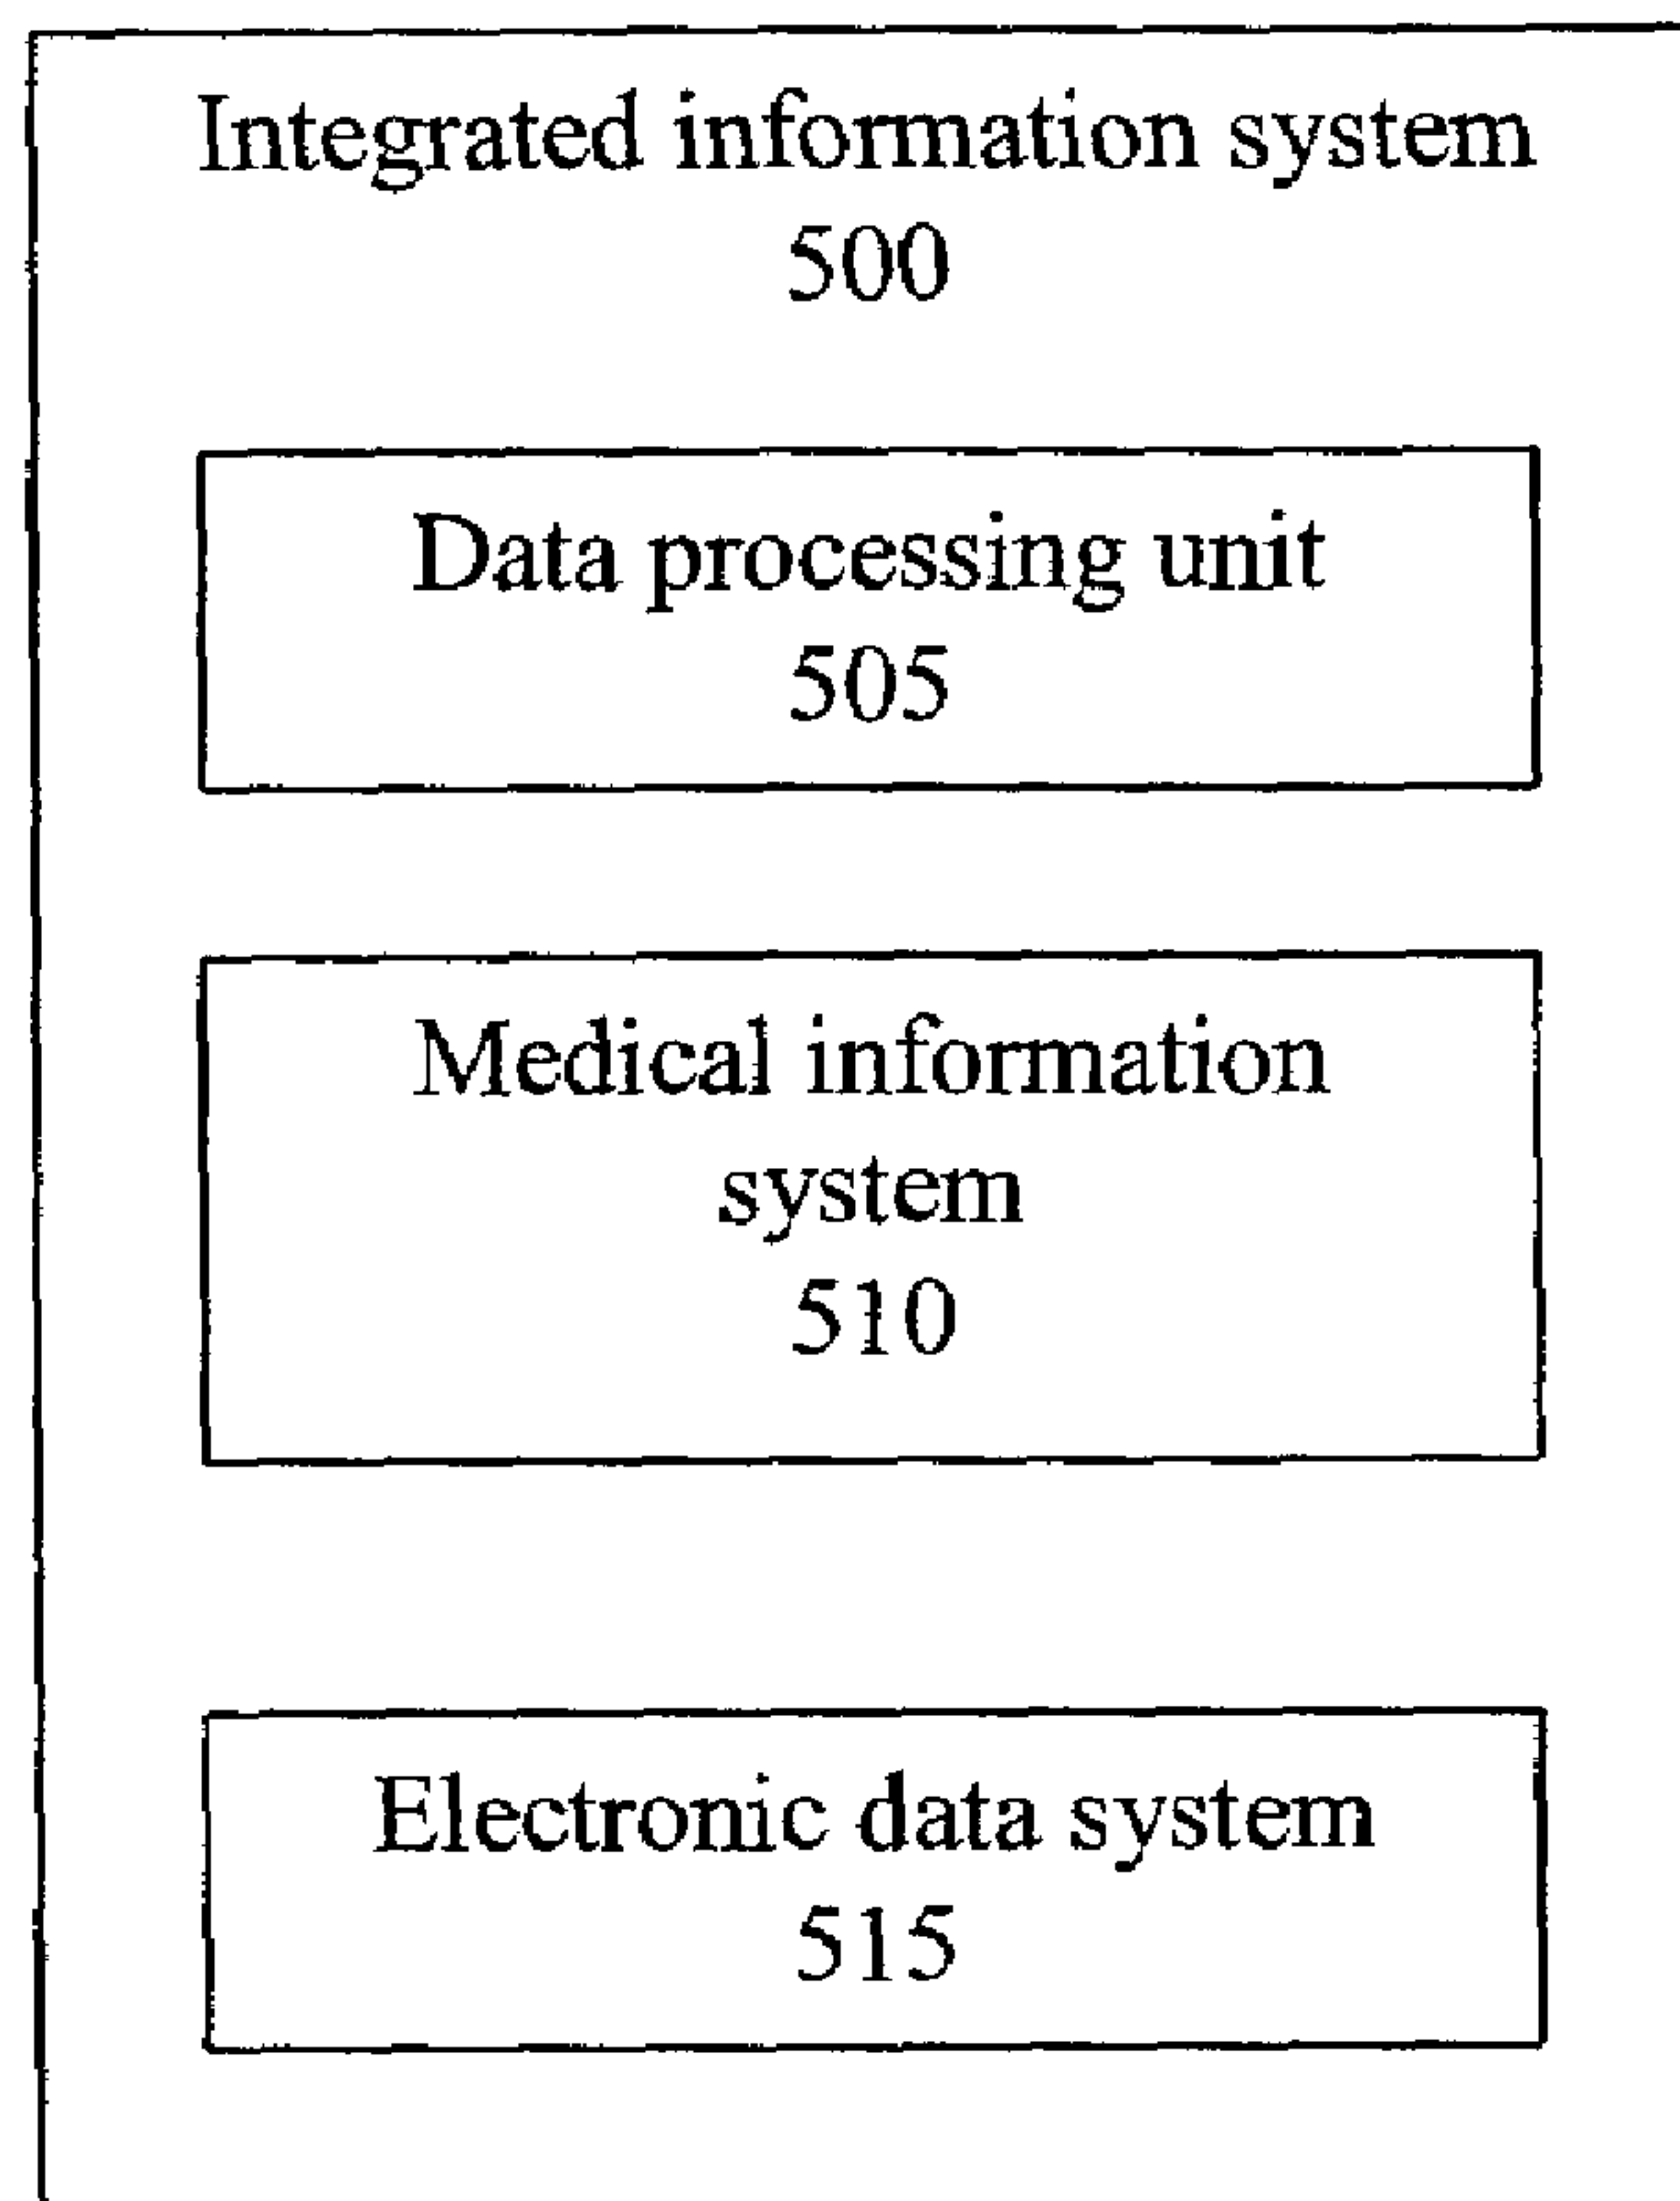 Integrated information system
500
Data processing unit
505
Medical information
system
510
Electronic data system
515